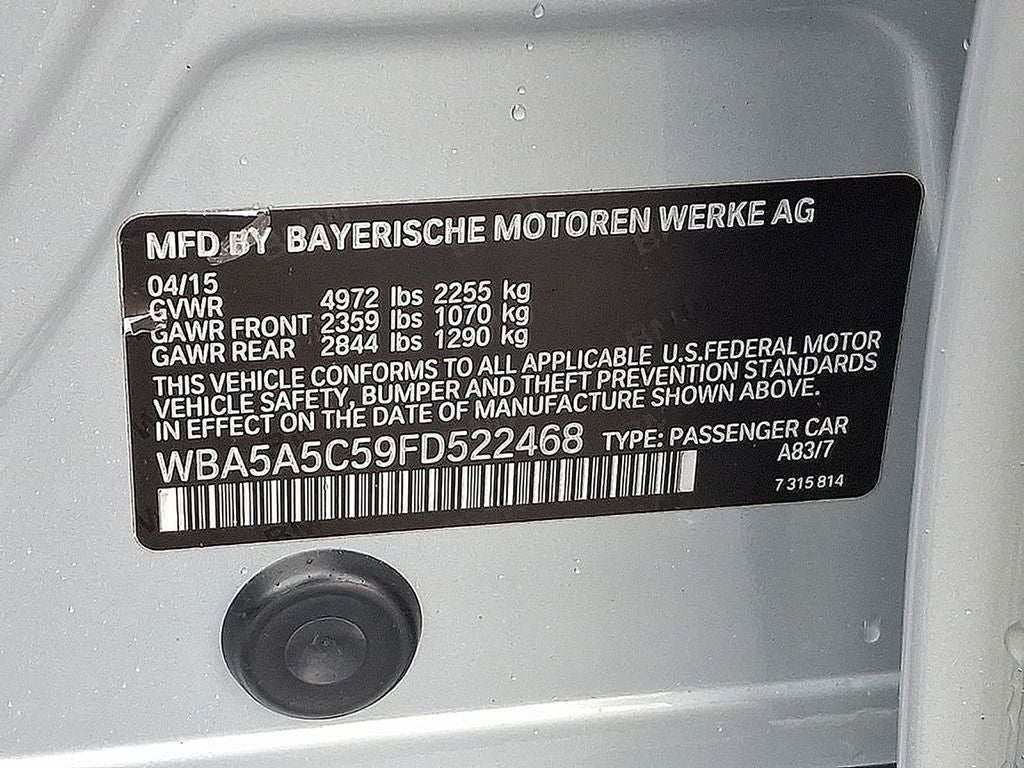 MFD BY BAYERISCHE MOTOREN WERKE AG
04/15
GVWR 4972 lbs 2255 kg
GAWR FRONT 2359 lbs 1070 kg
GAWR REAR 2844 lbs 1290 kg
THIS VEHICLE CONFORMS TO ALL APPLICABLE U.S.FEDERAL MOTOR
VEHICLE SAFETY, BUMPER AND THEFT PREVENTION STANDARDS
IN EFFECT ON THE DATE OF MANUFACTURE SHOWN ABOVE.
WBA5A5C59FD522468 TYPE: PASSENGER CAR
A83/7
7 315 814